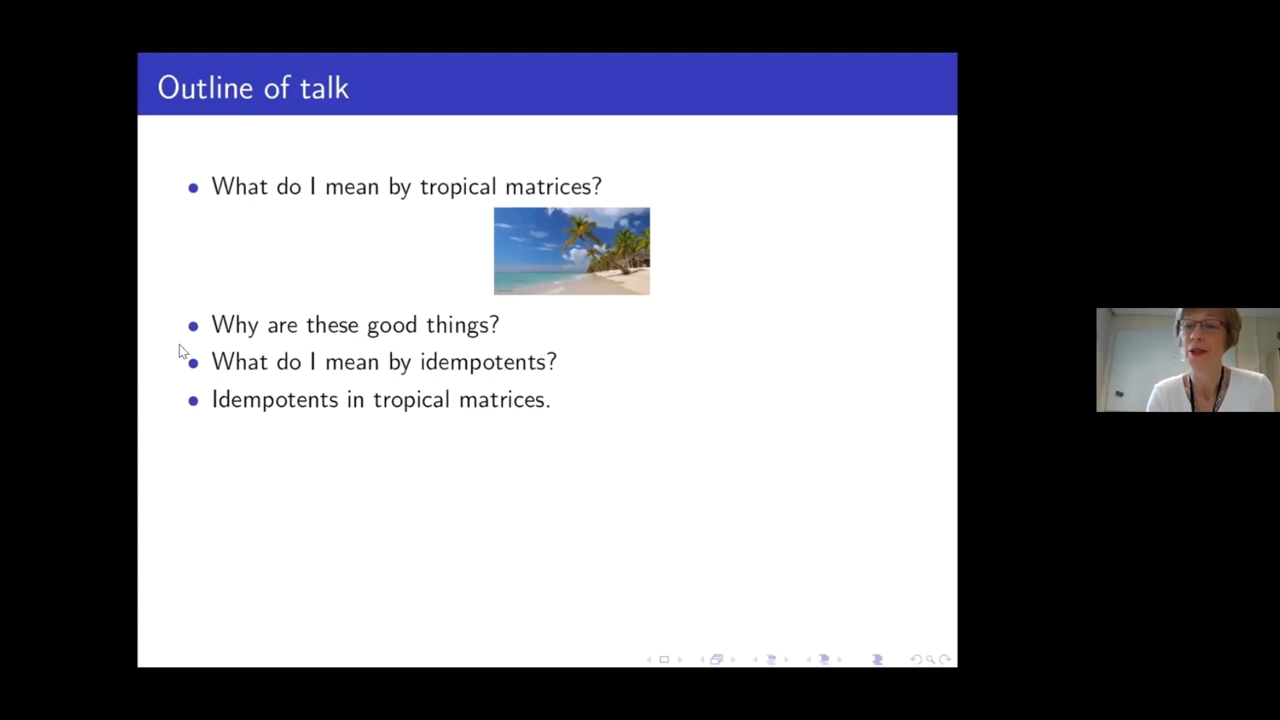 Outline of talk
What do I mean by tropical matrices?
Why are these good things?
What do I mean by idempotents?
Idempotents in tropical matrices.